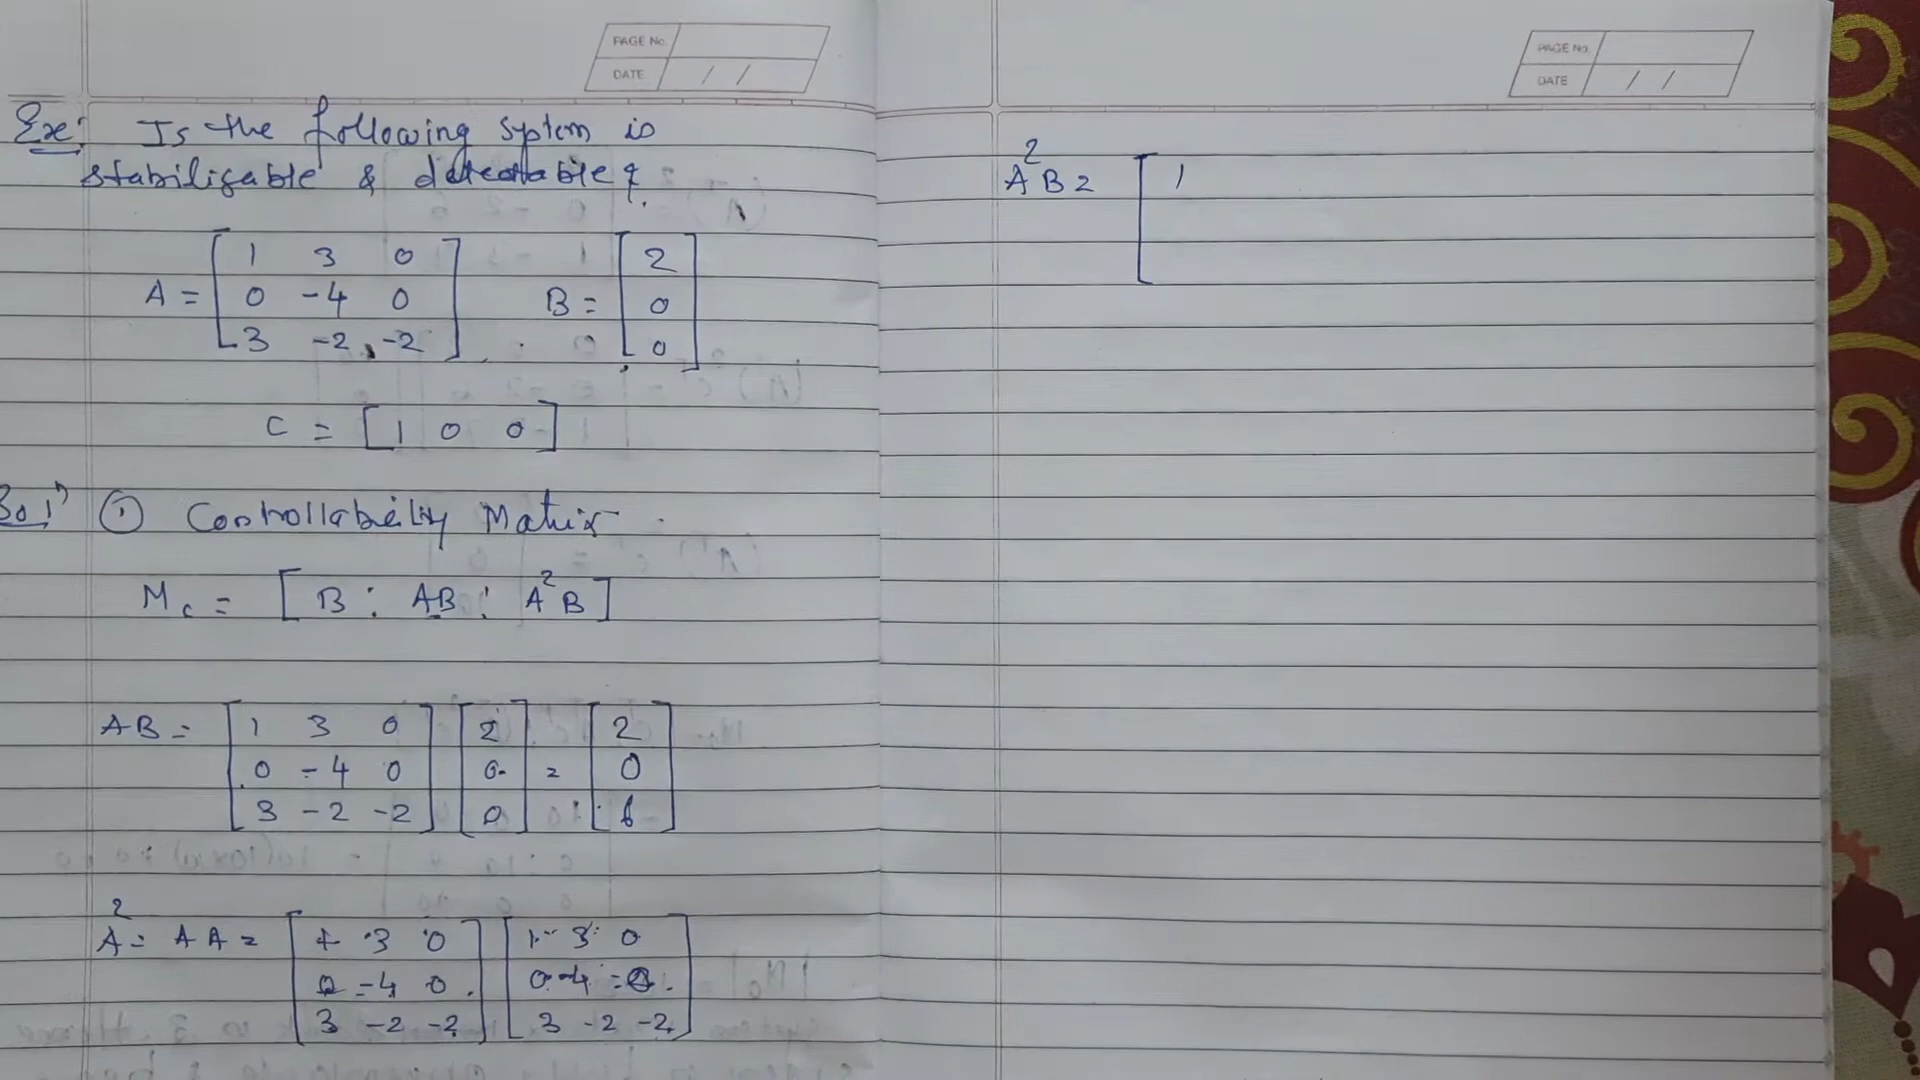 PAGE No.
DATE / /
Ex: Is the following system is
stabilizable & detectable?
A = [ 1 3 0
0 -4 0
3 -2 -2 ]
B = [ 2
0
0 ]
C = [ 1 0 0 ]
Sol^n ① Controllability Matrix
Mc = [ B : AB : A²B ]
AB = [ 1 3 0
0 -4 0
3 -2 -2 ] [ 2
0
0 ] = [ 2
0
6 ]
A² = A A = [ 1 3 0
0 -4 0
3 -2 -2 ] [ 1 3 0
0 -4 0
3 -2 -2 ]
PAGE No.
DATE / /
A²B = [ 1